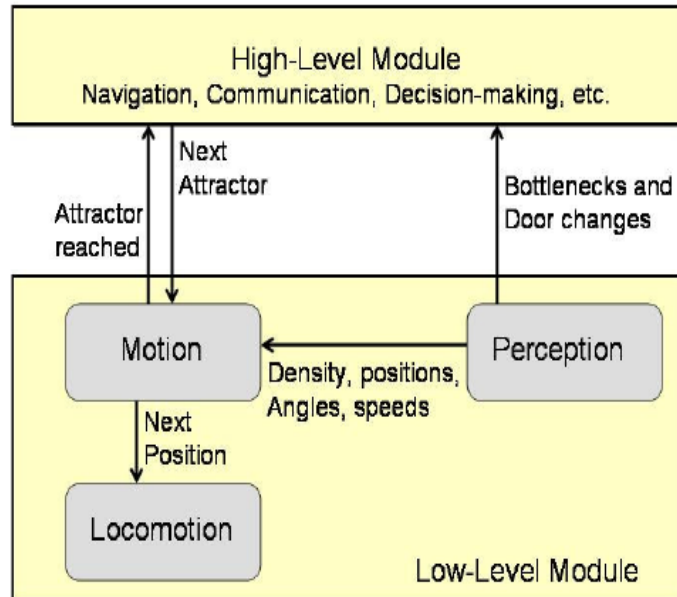 High-Level Module
Navigation, Communication, Decision-making, etc.
Next
Attractor
Attractor
reached
Bottlenecks and
Door changes
Motion
Perception
Density, positions,
Angles, speeds
Next
Position
Locomotion
Low-Level Module